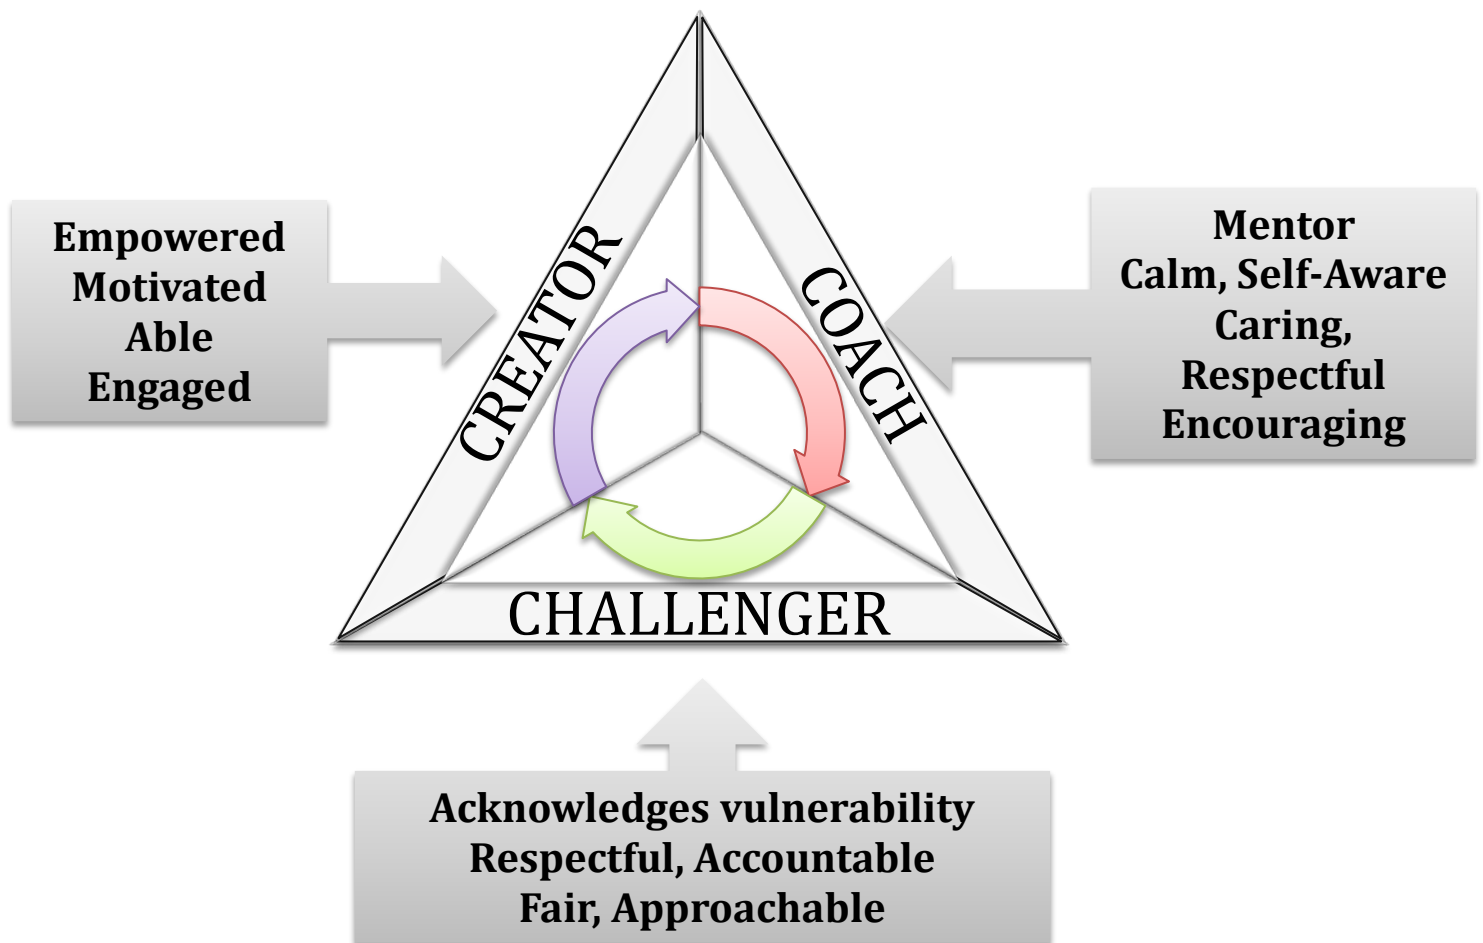 Empowered
Motivated
Able
Engaged
CREATOR
COACH
Mentor
Calm, Self-Aware
Caring,
Respectful
Encouraging
CHALLENGER
Acknowledges vulnerability
Respectful, Accountable
Fair, Approachable